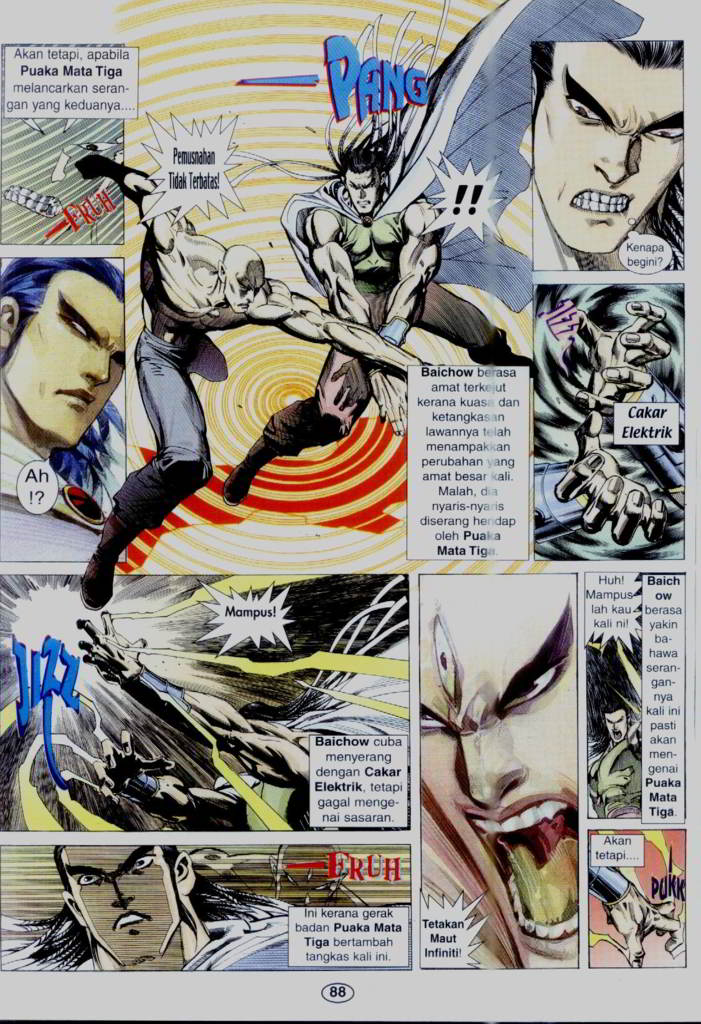 Akan tetapi, apabila
Puaka Mata Tiga
melancarkan seran-
gan yang keduanya....
PANG
Pemusnahan
Tidak Terbatas!
!!
Kenapa
begini?
ERUH
Ah
!?
Baichow berasa
amat terkejut
kerana kuasa dan
ketangkasan
lawannya telah
menampakkan
perubahan yang
amat besar kali.
Malah, dia
nyaris-nyaris
diserang hendap
oleh Puaka
Mata Tiga.
JIZZ
Cakar
Elektrik
Mampus!
JIZZ
Baichow cuba
menyerang
dengan Cakar
Elektrik, tetapi
gagal menge-
nai sasaran.
Huh!
Mampus
lah kau
kali ni!
Baich
ow
berasa
yakin
ba-
hawa
seran-
gan-
nya
kali ini
pasti
akan
men-
genai
Puaka
Mata
Tiga.
ERUH
Ini kerana gerak
badan Puaka Mata
Tiga bertambah
tangkas kali ini.
Tetakan
Maut
Infiniti!
Akan
tetapi....
PUKK
88